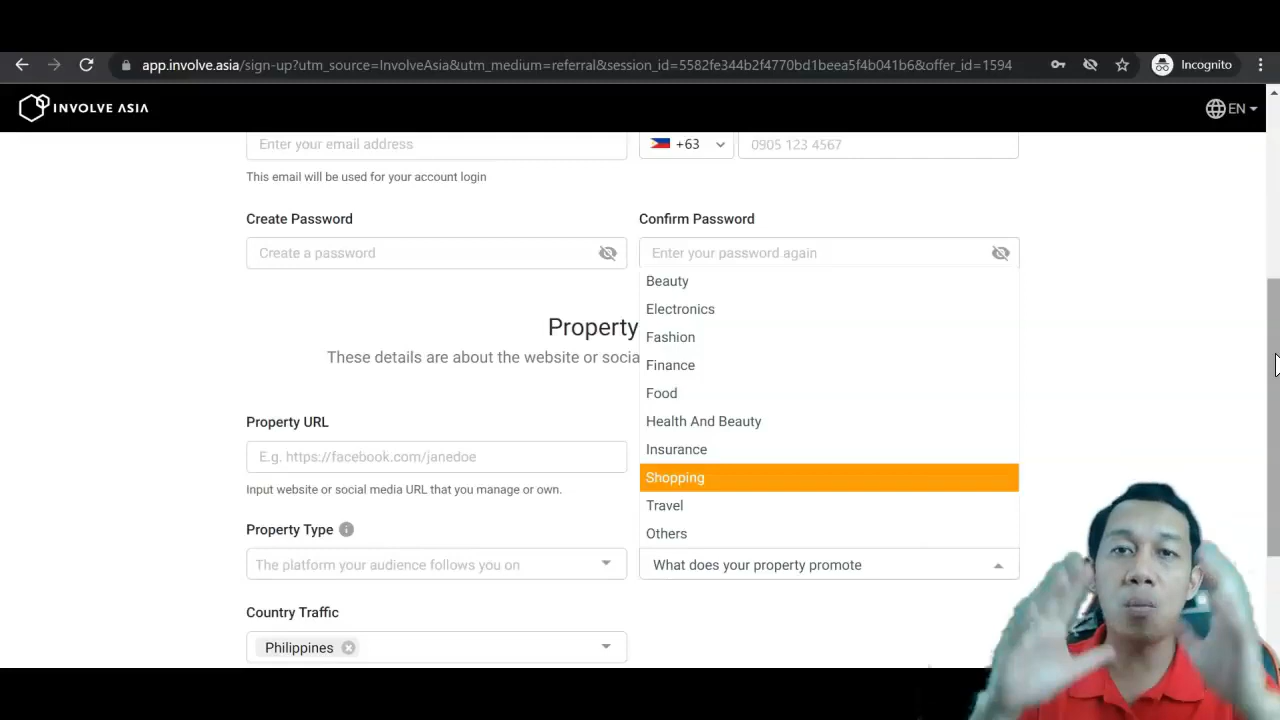 app.involve.asia/sign-up?utm_source=InvolveAsia&utm_medium=referral&session_id=5582fe344b2f4770bd1beea5f4b041b6&offer_id=1594
Incognito
INVOLVE ASIA
EN
Enter your email address
+63
0905 123 4567
This email will be used for your account login
Create Password
Confirm Password
Create a password
Enter your password again
Beauty
Electronics
Property
Fashion
These details are about the website or socia
Finance
Food
Property URL
Health And Beauty
E.g. https://facebook.com/janedoe
Insurance
Shopping
Input website or social media URL that you manage or own.
Travel
Property Type
Others
The platform your audience follows you on
What does your property promote
Country Traffic
Philippines